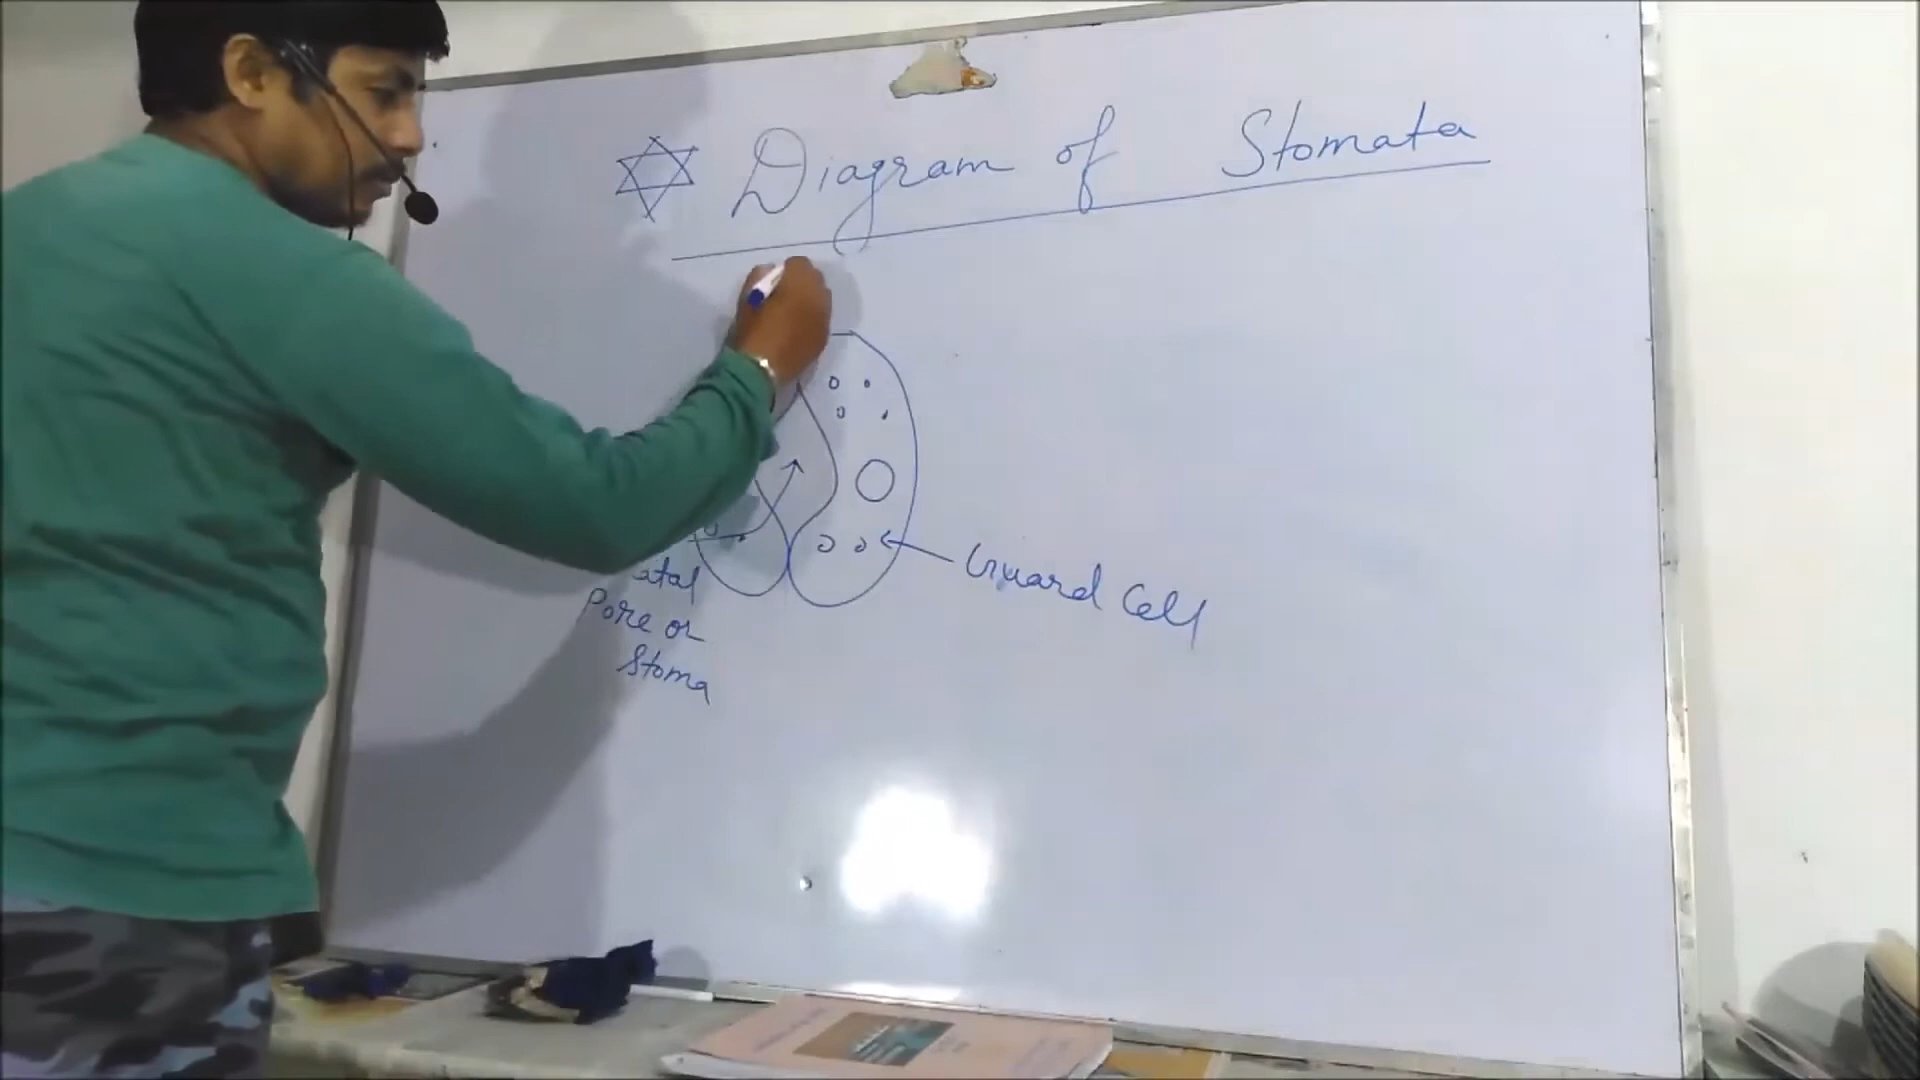 Diagram of Stomata
Guard Cell
atal
Pore or
Stoma